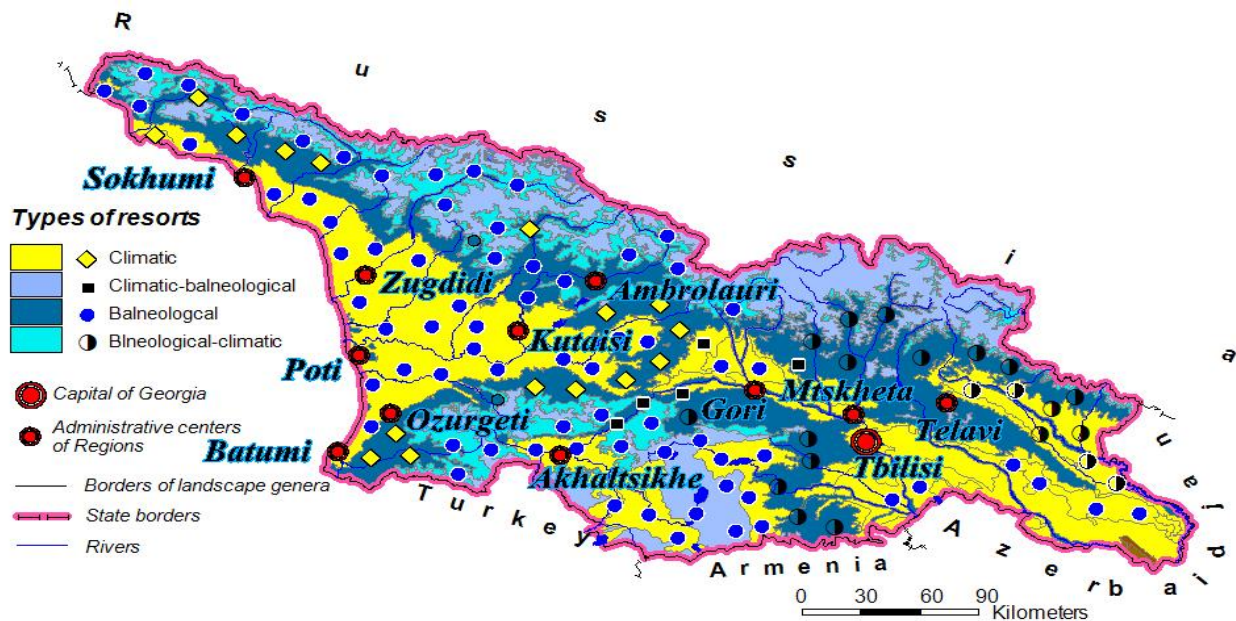 Russia
Sokhumi
Types of resorts
Climatic
Climatic-balneological
Balneologcal
Blneological-climatic
Capital of Georgia
Administrative centers
of Regions
Borders of landscape genera
State borders
Rivers
Zugdidi
Ambrolauri
Kutaisi
Poti
Mtskheta
Gori
Ozurgeti
Telavi
Batumi
Tbilisi
Akhaltsikhe
Turkey
Armenia
Azerbaijan
0 30 60 90
Kilometers